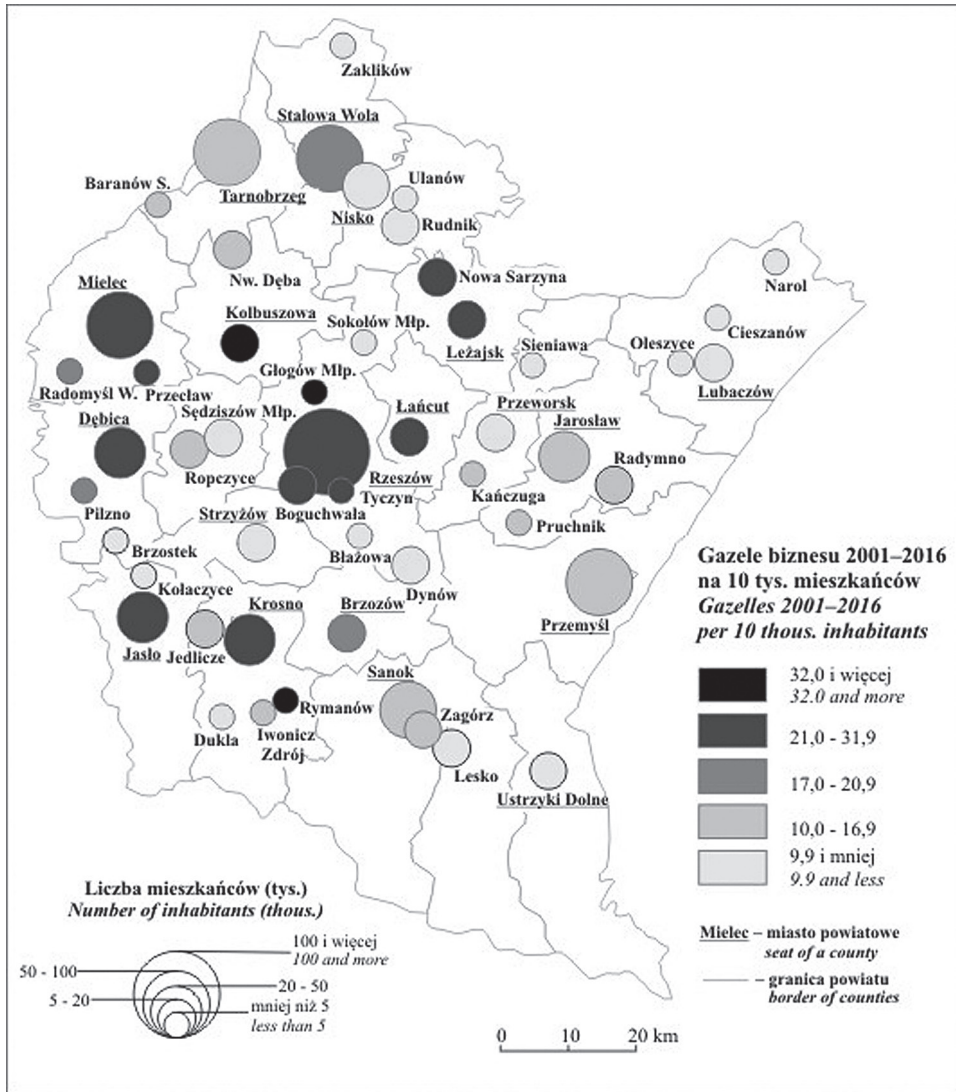 Zaklików
Stalowa Wola
Baranów S.
Tarnobrzeg
Ulanów
Nisko
Rudnik
Nw. Dęba
Nowa Sarzyna
Narol
Mielec
Kolbuszowa
Sokołów Młp.
Leżajsk
Sieniawa
Oleszyce
Cieszanów
Lubaczów
Głogów Młp.
Radomyśl W.
Przecław
Dębica
Sędziszów Młp.
Łańcut
Przeworsk
Jarosław
Radymno
Ropczyce
Rzeszów
Tyczyn
Kańczuga
Pilzno
Strzyżów
Boguchwała
Pruchnik
Brzostek
Błażowa
Kołaczyce
Dynów
Krosno
Brzozów
Przemyśl
Jasło
Jedlicze
Sanok
Rymanów
Zagórz
Dukla
Iwonicz
Zdrój
Lesko
Ustrzyki Dolne
Gazele biznesu 2001–2016
na 10 tys. mieszkańców
Gazelles 2001–2016
per 10 thous. inhabitants
32,0 i więcej
32.0 and more
21,0 - 31,9
17,0 - 20,9
10,0 - 16,9
9,9 i mniej
9.9 and less
Mielec – miasto powiatowe
seat of a county
– granica powiatu
border of counties
Liczba mieszkańców (tys.)
Number of inhabitants (thous.)
100 i więcej
100 and more
50 - 100
20 - 50
5 - 20
mniej niż 5
less than 5
0 10 20 km